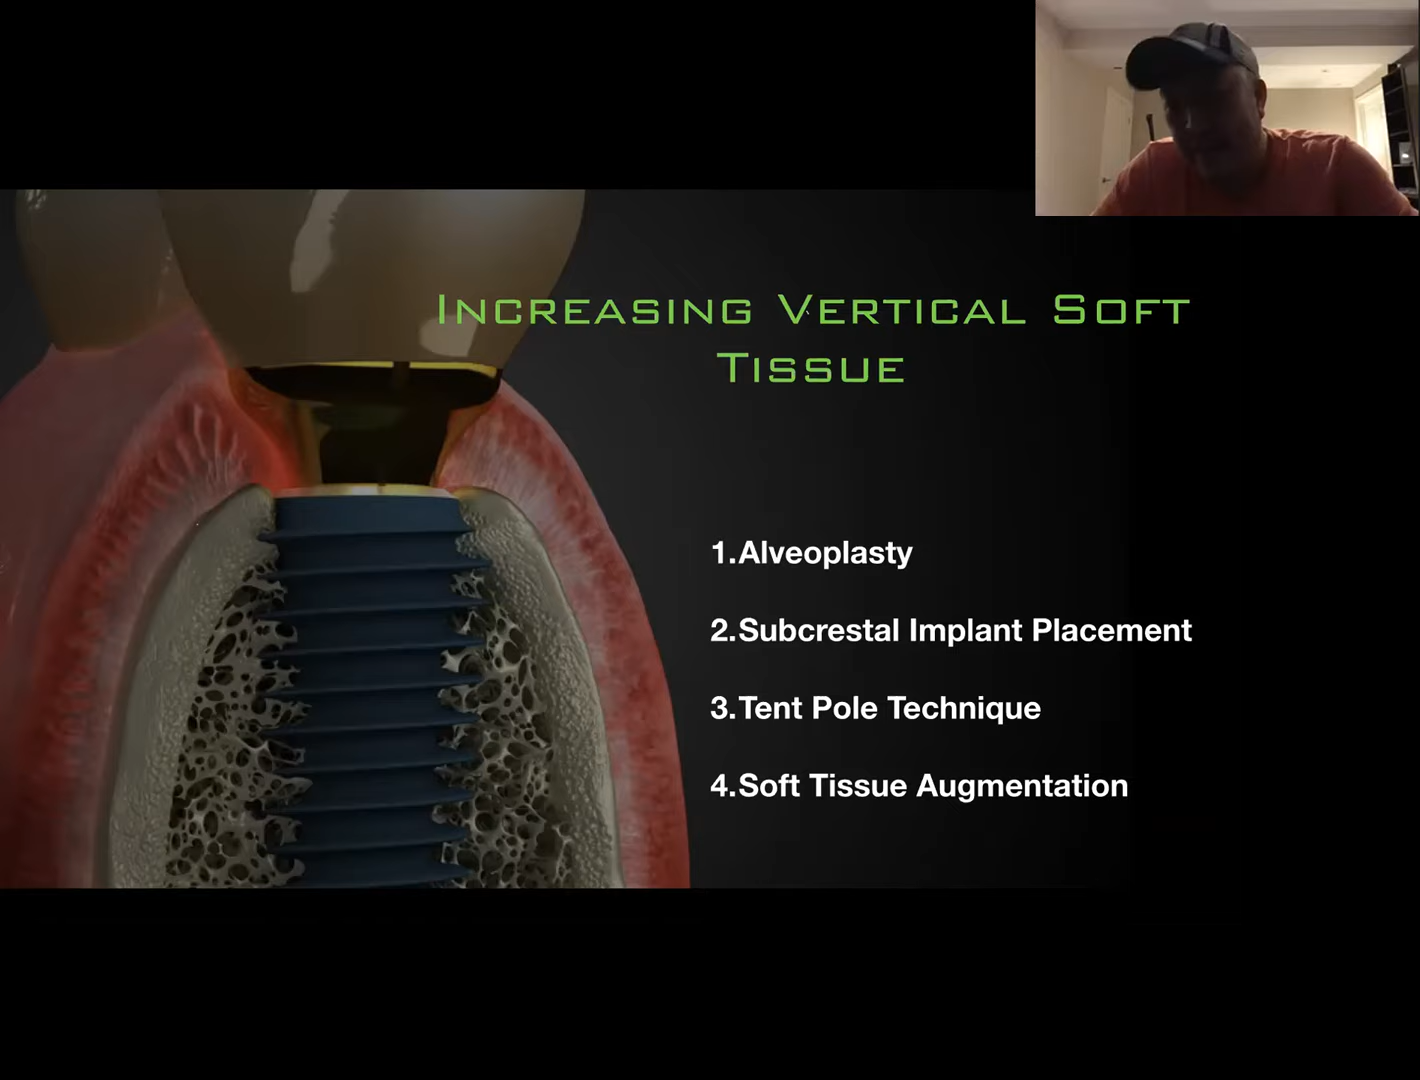 Increasing Vertical Soft
Tissue
1.Alveoplasty
2.Subcrestal Implant Placement
3.Tent Pole Technique
4.Soft Tissue Augmentation